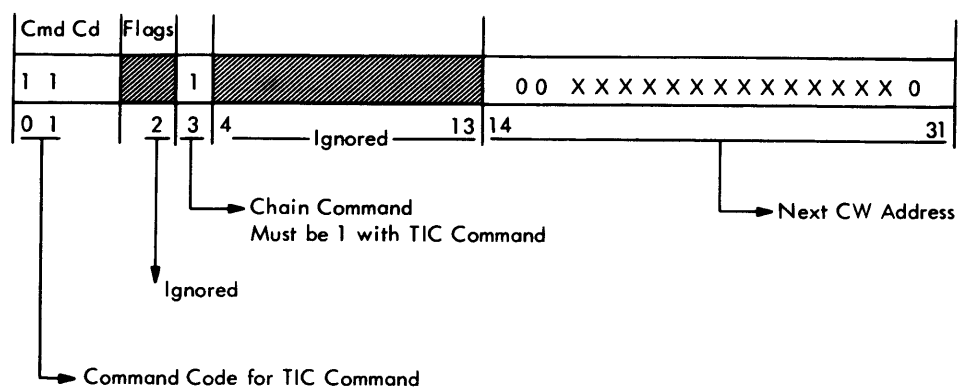 Cmd Cd Flags
1 1 1 0 0 X X X X X X X X X X X X X X X 0
0 1 2 3 4 Ignored 13 14 31
Chain Command
Must be 1 with TIC Command
Next CW Address
Ignored
Command Code for TIC Command